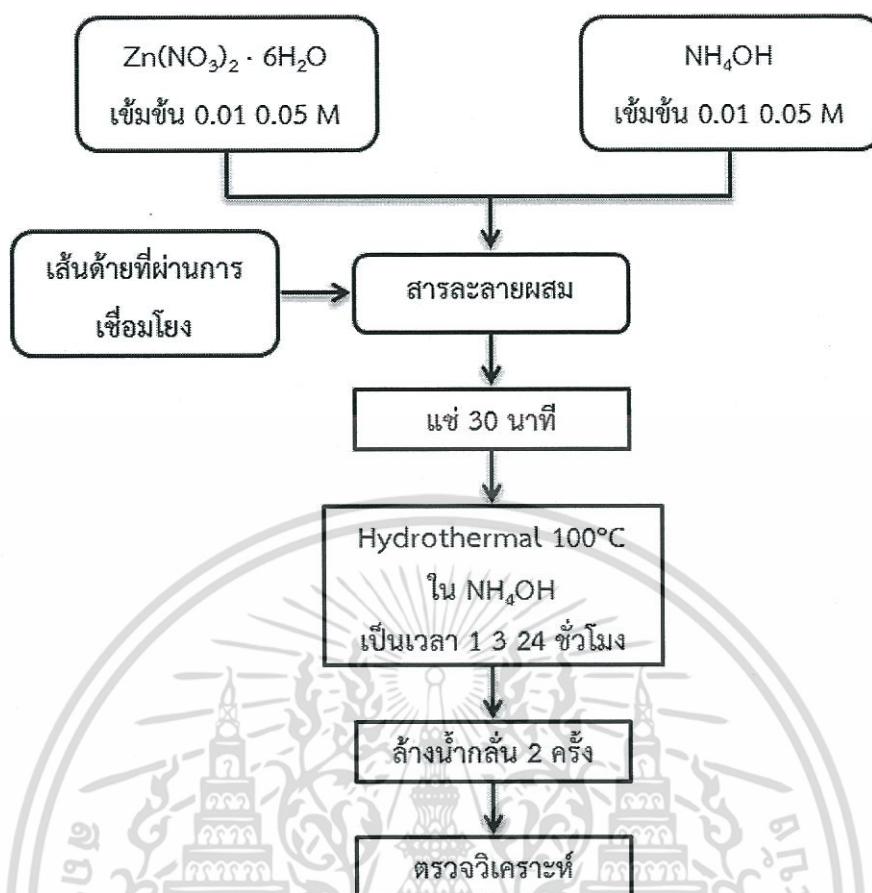 Zn(NO₃)₂ · 6H₂O
เข้มข้น 0.01 0.05 M
NH₄OH
เข้มข้น 0.01 0.05 M
เส้นด้ายที่ผ่านการ
เชื่อมโยง
สารละลายผสม
แช่ 30 นาที
Hydrothermal 100°C
ใน NH₄OH
เป็นเวลา 1 3 24 ชั่วโมง
ล้างน้ำกลั่น 2 ครั้ง
ตรวจวิเคราะห์